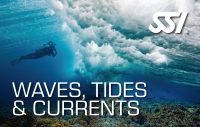 SSI
WAVES, TIDES
& CURRENTS